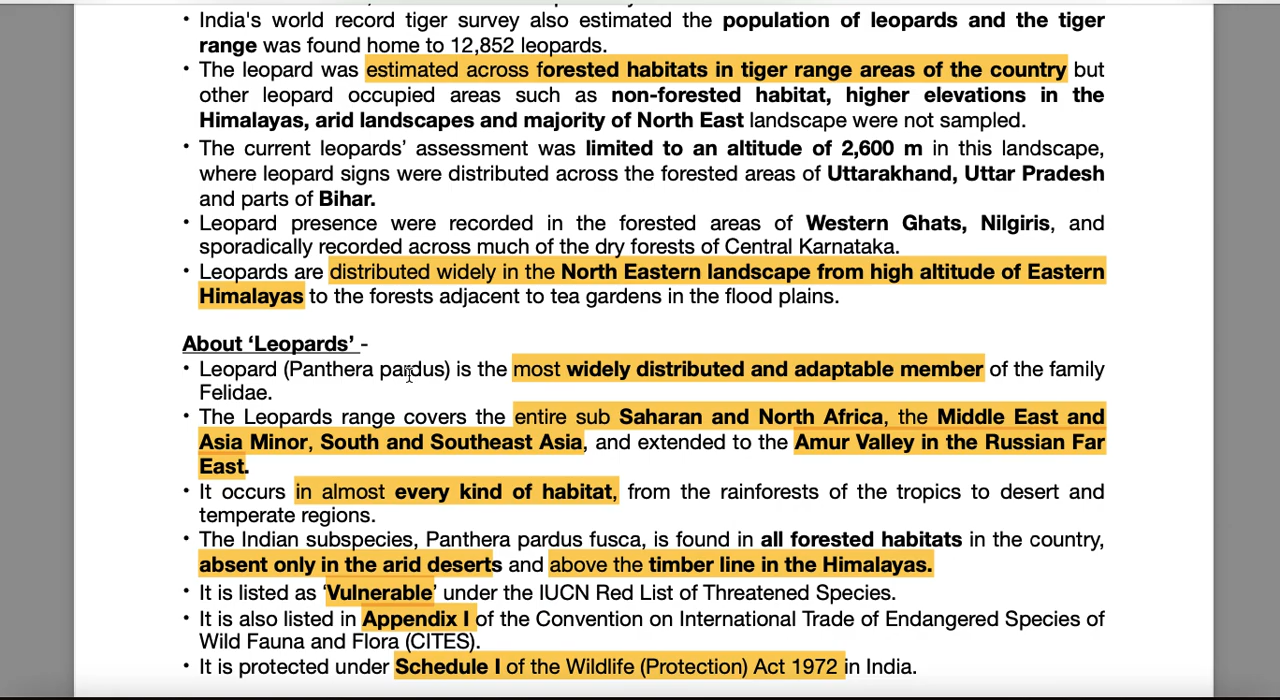 • India's world record tiger survey also estimated the population of leopards and the tiger
range was found home to 12,852 leopards.
• The leopard was estimated across forested habitats in tiger range areas of the country but
other leopard occupied areas such as non-forested habitat, higher elevations in the
Himalayas, arid landscapes and majority of North East landscape were not sampled.
• The current leopards’ assessment was limited to an altitude of 2,600 m in this landscape,
where leopard signs were distributed across the forested areas of Uttarakhand, Uttar Pradesh
and parts of Bihar.
• Leopard presence were recorded in the forested areas of Western Ghats, Nilgiris, and
sporadically recorded across much of the dry forests of Central Karnataka.
• Leopards are distributed widely in the North Eastern landscape from high altitude of Eastern
Himalayas to the forests adjacent to tea gardens in the flood plains.
About ‘Leopards’ -
• Leopard (Panthera pardus) is the most widely distributed and adaptable member of the family
Felidae.
• The Leopards range covers the entire sub Saharan and North Africa, the Middle East and
Asia Minor, South and Southeast Asia, and extended to the Amur Valley in the Russian Far
East.
• It occurs in almost every kind of habitat, from the rainforests of the tropics to desert and
temperate regions.
• The Indian subspecies, Panthera pardus fusca, is found in all forested habitats in the country,
absent only in the arid deserts and above the timber line in the Himalayas.
• It is listed as ‘Vulnerable’ under the IUCN Red List of Threatened Species.
• It is also listed in Appendix I of the Convention on International Trade of Endangered Species of
Wild Fauna and Flora (CITES).
• It is protected under Schedule I of the Wildlife (Protection) Act 1972 in India.